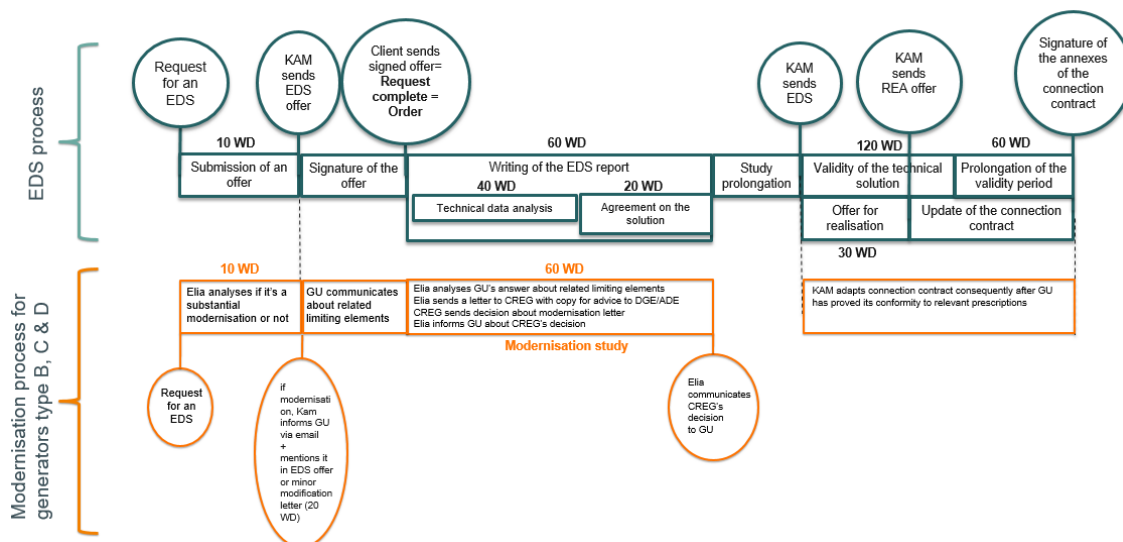 EDS process
Request
for an
EDS
KAM
sends
EDS
offer
Client sends
signed offer=
Request
complete =
Order
KAM
sends EDS
KAM
sends
REA offer
Signature of
the annexes
of the
connection
contract
10 WD
60 WD
120 WD
60 WD
Submission of an
offer
Signature of the
offer
Writing of the EDS report
40 WD
20 WD
Technical data analysis
Agreement on the
solution
Study
prolongation
Validity of the technical
solution
Prolongation of the
validity period
Offer for
realisation
Update of the connection
contract
30 WD
Modernisation process for
generators type B, C & D
10 WD
60 WD
Elia analyses if it's a
substantial
modernisation or not
GU communicates
about related
limiting elements
Elia analyses GU's answer about related limiting elements
Elia sends a letter to CREG with copy for advice to DGE/ADE
CREG sends decision about modernisation letter
Elia informs GU about CREG's decision
KAM adapts connection contract consequently after GU
has proved its conformity to relevant prescriptions
Modernisation study
Request
for an
EDS
if
modernisati
on, Kam
informs GU
via email
+
mentions it
in EDS offer
or minor
modification
letter (20
WD)
Elia
communicates
CREG's
decision
to GU